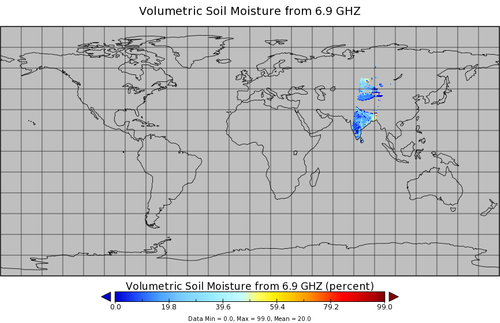 Volumetric Soil Moisture from 6.9 GHZ
Volumetric Soil Moisture from 6.9 GHZ (percent)
0.0 19.8 39.6 59.4 79.2 99.0
Data Min = 0.0, Max = 99.0, Mean = 20.0